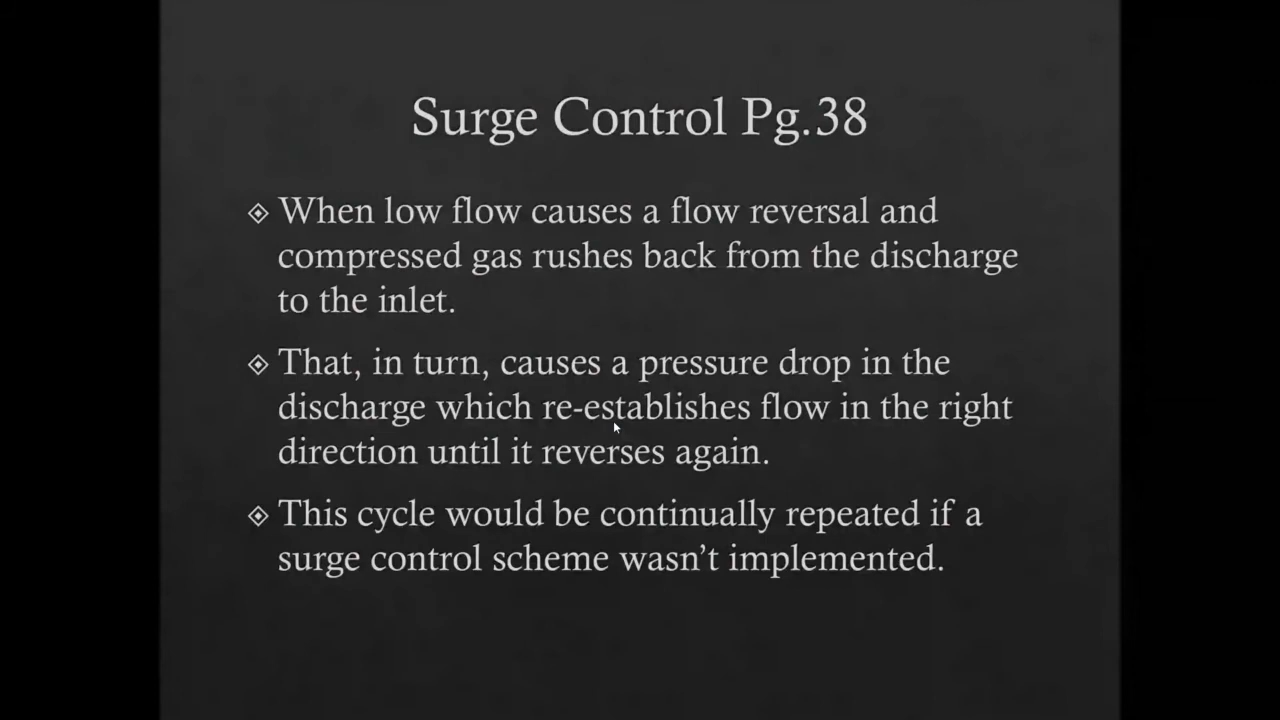 Surge Control Pg.38
When low flow causes a flow reversal and
compressed gas rushes back from the discharge
to the inlet.
That, in turn, causes a pressure drop in the
discharge which re-establishes flow in the right
direction until it reverses again.
This cycle would be continually repeated if a
surge control scheme wasn’t implemented.